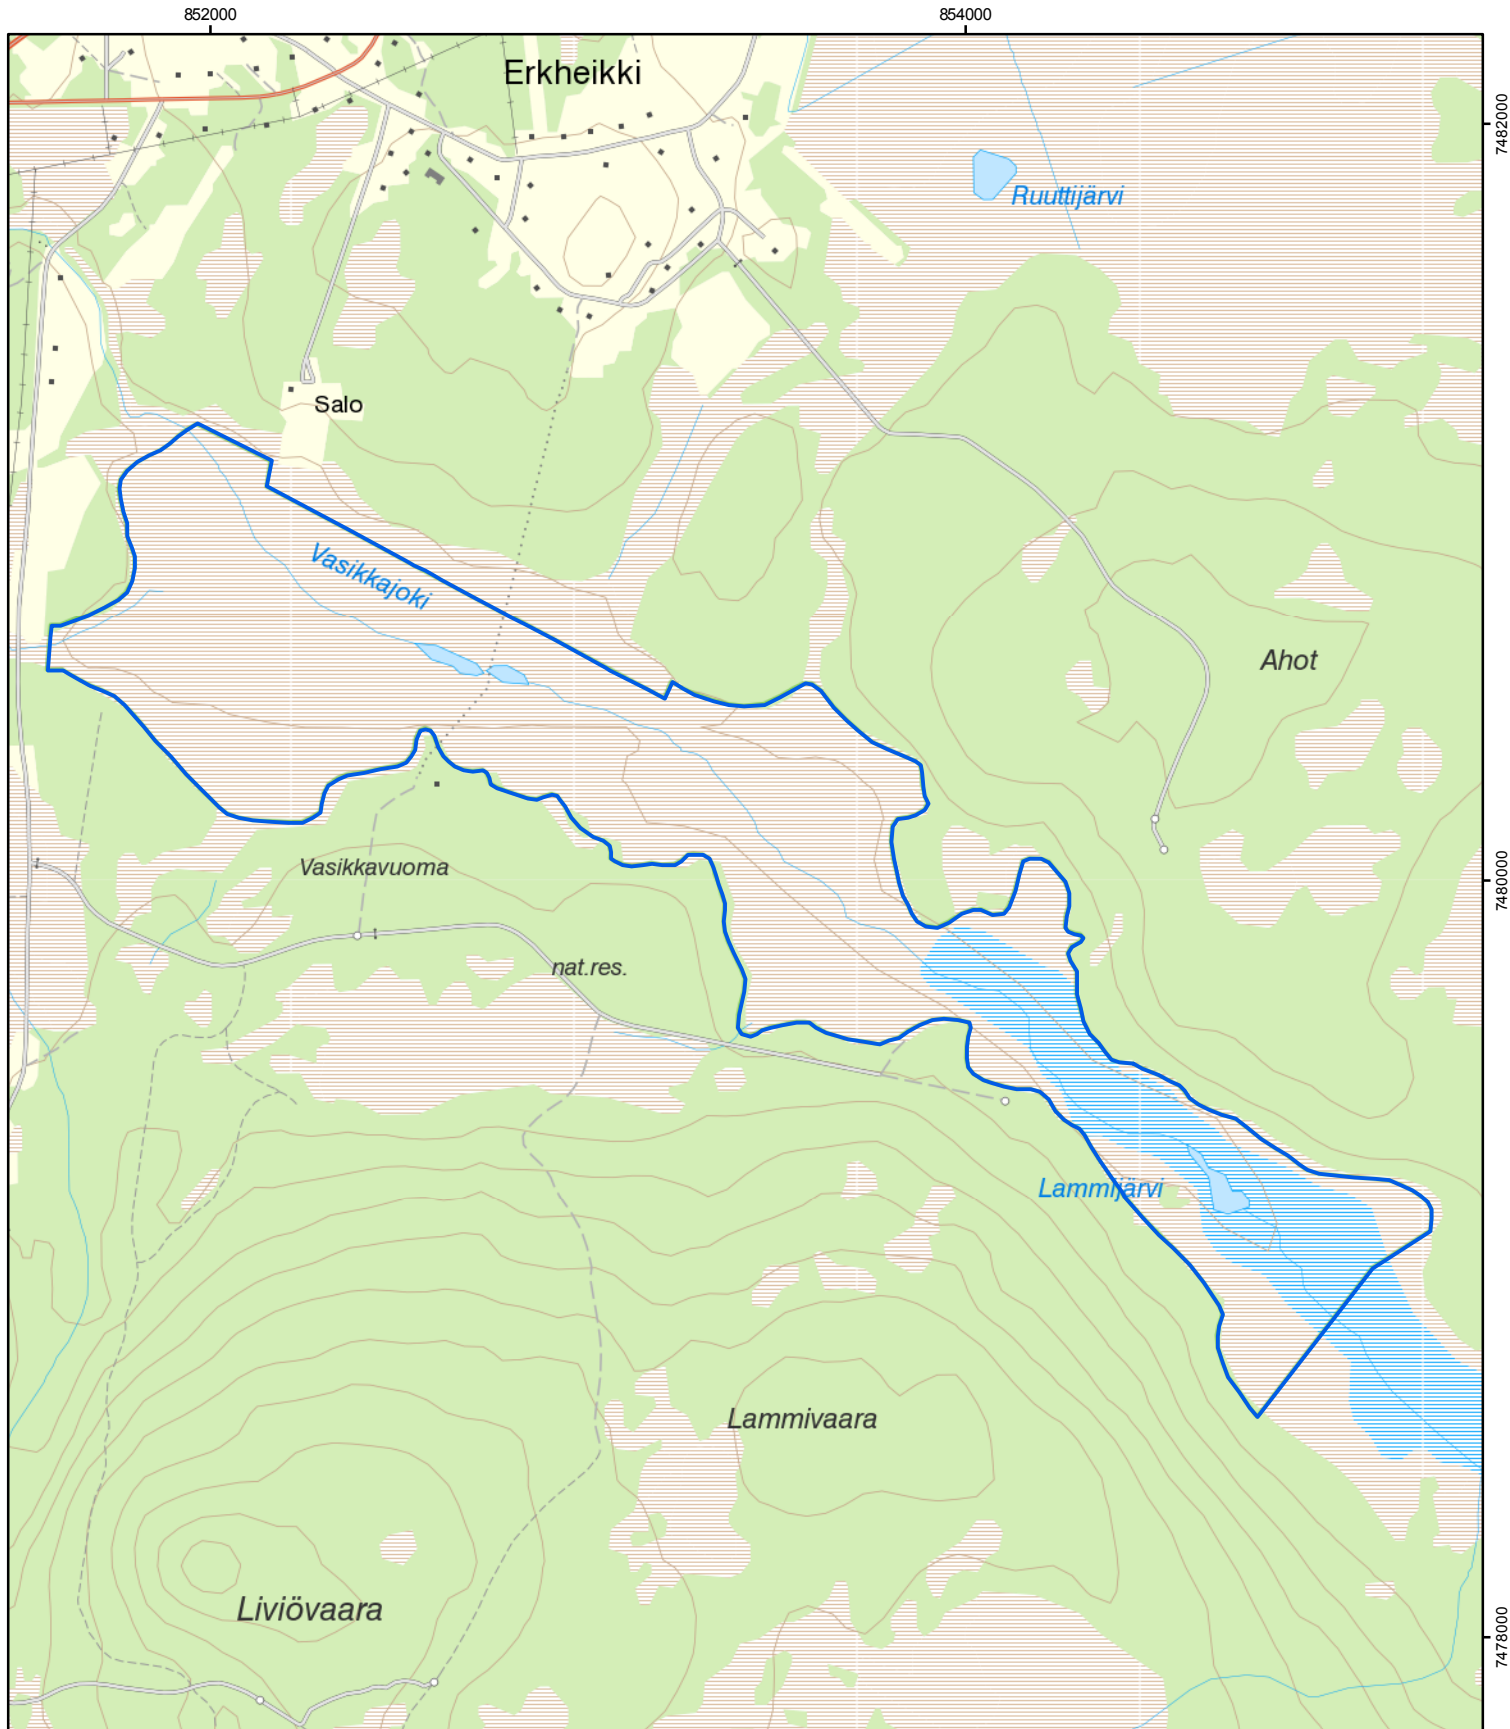 852000
854000
Erkheikki
7482000
Ruuttijärvi
Salo
Vasikkajoki
Ahot
Vasikkavuoma
7480000
nat.res.
Lammijärvi
Lammivaara
Liviövaara
7478000